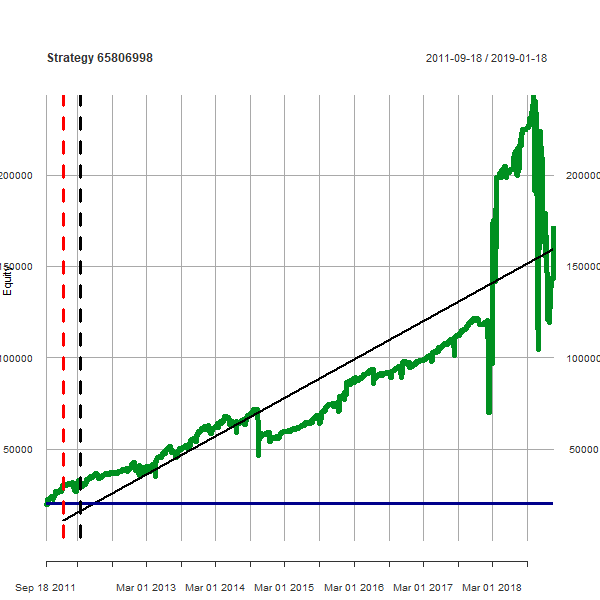 Strategy 65806998
2011-09-18 / 2019-01-18
200000
200000
150000
150000
Equity
100000
100000
50000
50000
Sep 18 2011
Mar 01 2013
Mar 01 2014
Mar 01 2015
Mar 01 2016
Mar 01 2017
Mar 01 2018